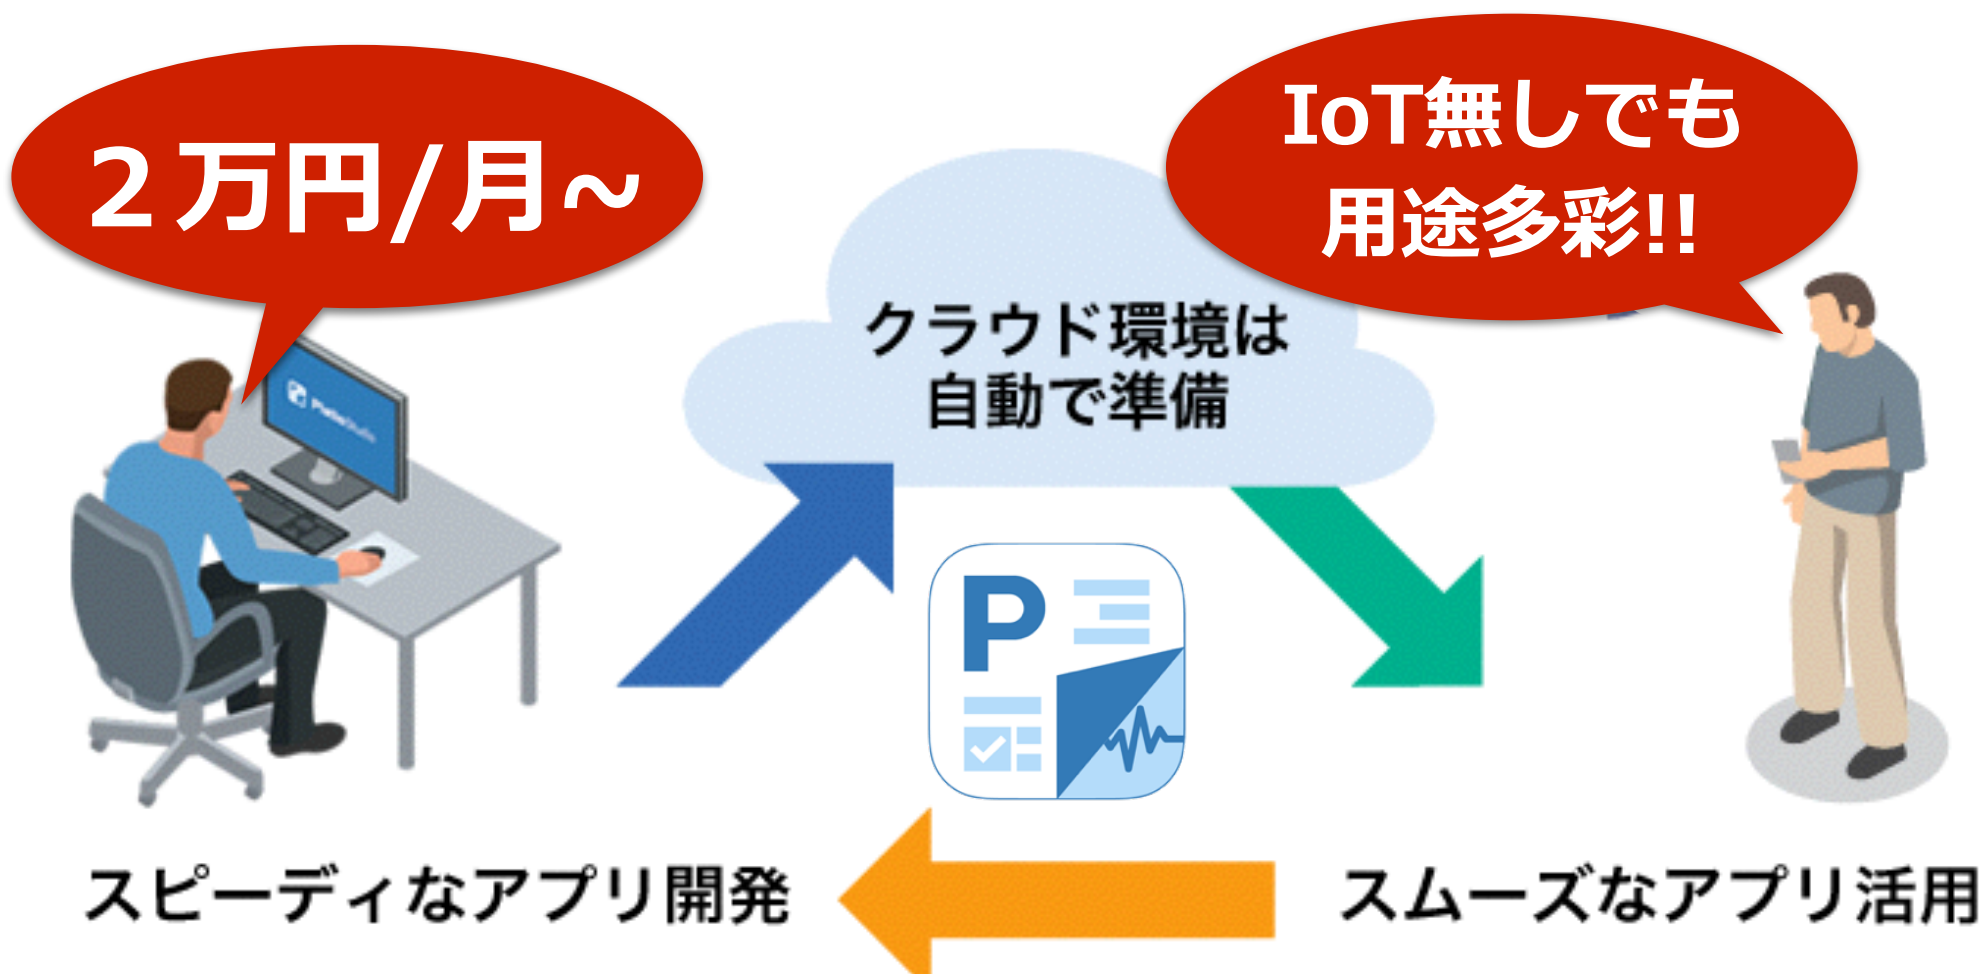 ２万円/月~
IoT無しでも
用途多彩!!
クラウド環境は
自動で準備
Platio Studio
P
スピーディなアプリ開発
スムーズなアプリ活用